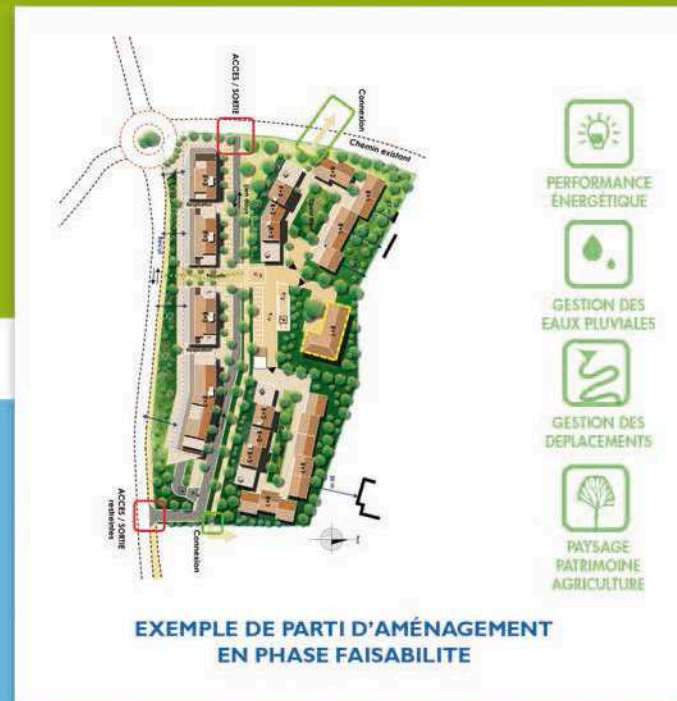 ACCES / SORTIE
Connexion
Chemin existant
ACCES / SORTIE
restreintes
Connexion
PERFORMANCE
ÉNERGÉTIQUE
GESTION DES
EAUX PLUVIALES
GESTION DES
DEPLACEMENTS
PAYSAGE
PATRIMOINE
AGRICULTURE
EXEMPLE DE PARTI D'AMÉNAGEMENT
EN PHASE FAISABILITE